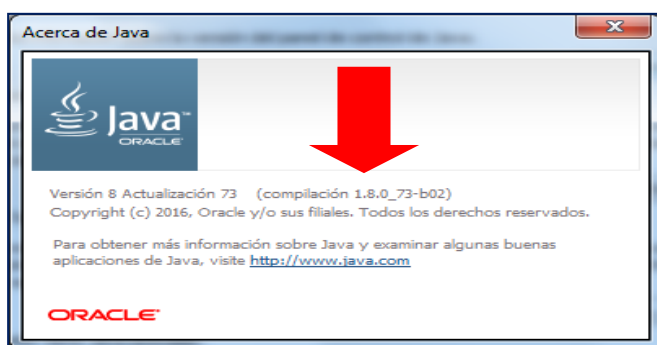 Acerca de Java
Java™
ORACLE
Versión 8 Actualización 73 (compilación 1.8.0_73-b02)
Copyright (c) 2016, Oracle y/o sus filiales. Todos los derechos reservados.
Para obtener más información sobre Java y examinar algunas buenas
aplicaciones de Java, visite http://www.java.com
ORACLE